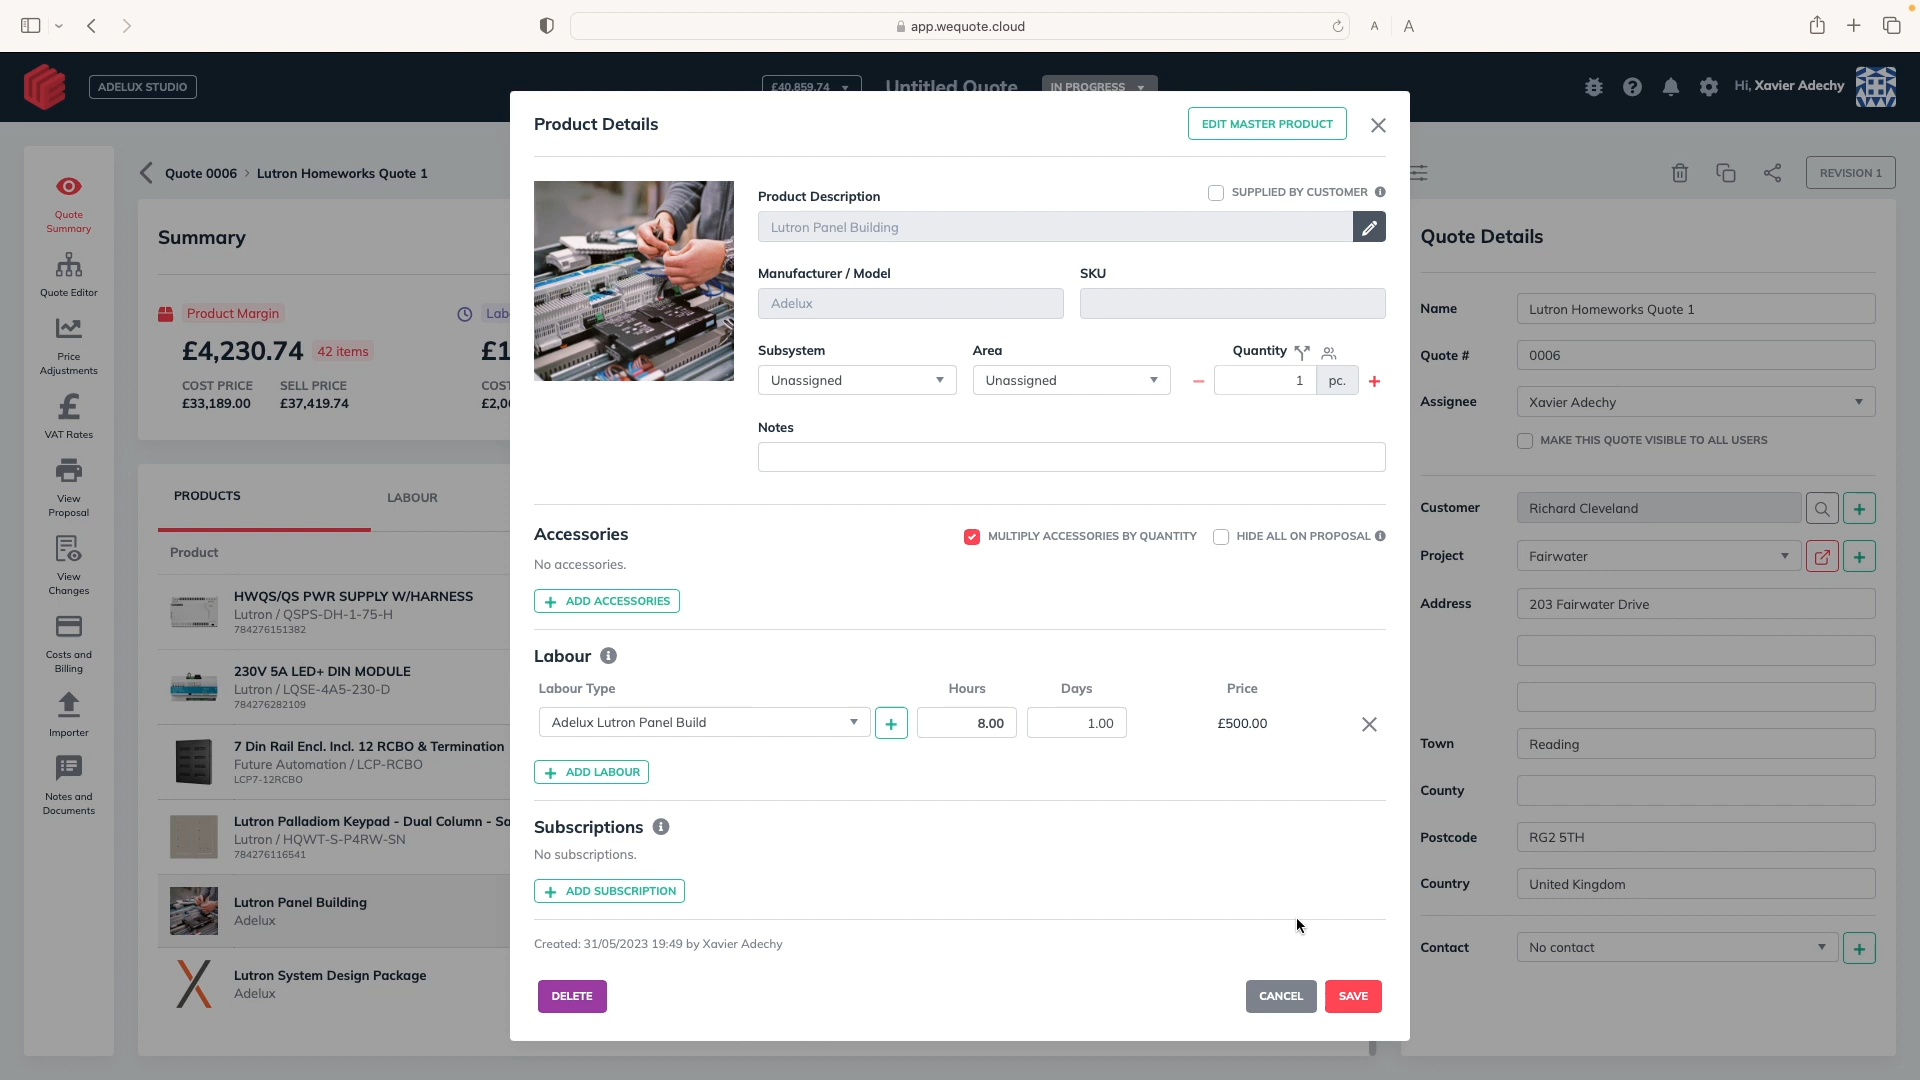 app.wequote.cloud
A
A
ADELUX STUDIO
£40,859.74
Untitled Quote
IN PROGRESS
Hi, Xavier Adechy
Quote Summary
Quote Editor
Price Adjustments
VAT Rates
View Proposal
View Changes
Costs and Billing
Importer
Notes and Documents
Quote 0006 > Lutron Homeworks Quote 1
REVISION 1
Summary
Product Margin
Lab
£4,230.74 42 items
£1
COST PRICE SELL PRICE
COST
£33,189.00 £37,419.74
£2,0
PRODUCTS
LABOUR
Product
HWQS/QS PWR SUPPLY W/HARNESS
Lutron / QSPS-DH-1-75-H
784276151382
230V 5A LED+ DIN MODULE
Lutron / LQSE-4A5-230-D
784276282109
7 Din Rail Encl. Incl. 12 RCBO & Termination
Future Automation / LCP-RCBO
LCP7-12RCBO
Lutron Palladiom Keypad - Dual Column - Sa
Lutron / HQWT-S-P4RW-SN
784276116541
Lutron Panel Building
Adelux
Lutron System Design Package
Adelux
Product Details
EDIT MASTER PRODUCT
Product Description
SUPPLIED BY CUSTOMER
Lutron Panel Building
Manufacturer / Model
SKU
Adelux
Subsystem
Area
Quantity
Unassigned
Unassigned
1
pc.
Notes
Accessories
MULTIPLY ACCESSORIES BY QUANTITY
HIDE ALL ON PROPOSAL
No accessories.
+ ADD ACCESSORIES
Labour
Labour Type
Hours
Days
Price
Adelux Lutron Panel Build
8.00
1.00
£500.00
+ ADD LABOUR
Subscriptions
No subscriptions.
+ ADD SUBSCRIPTION
Created: 31/05/2023 19:49 by Xavier Adechy
DELETE
CANCEL
SAVE
Quote Details
Name
Lutron Homeworks Quote 1
Quote #
0006
Assignee
Xavier Adechy
MAKE THIS QUOTE VISIBLE TO ALL USERS
Customer
Richard Cleveland
Project
Fairwater
Address
203 Fairwater Drive
Town
Reading
County
Postcode
RG2 5TH
Country
United Kingdom
Contact
No contact